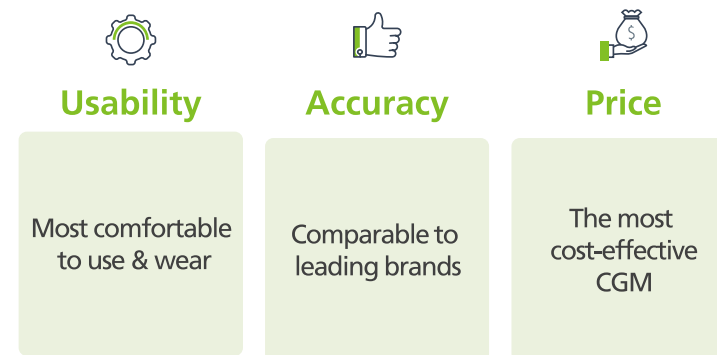 Usability
Most comfortable
to use & wear
Accuracy
Comparable to
leading brands
Price
$
The most
cost-effective
CGM